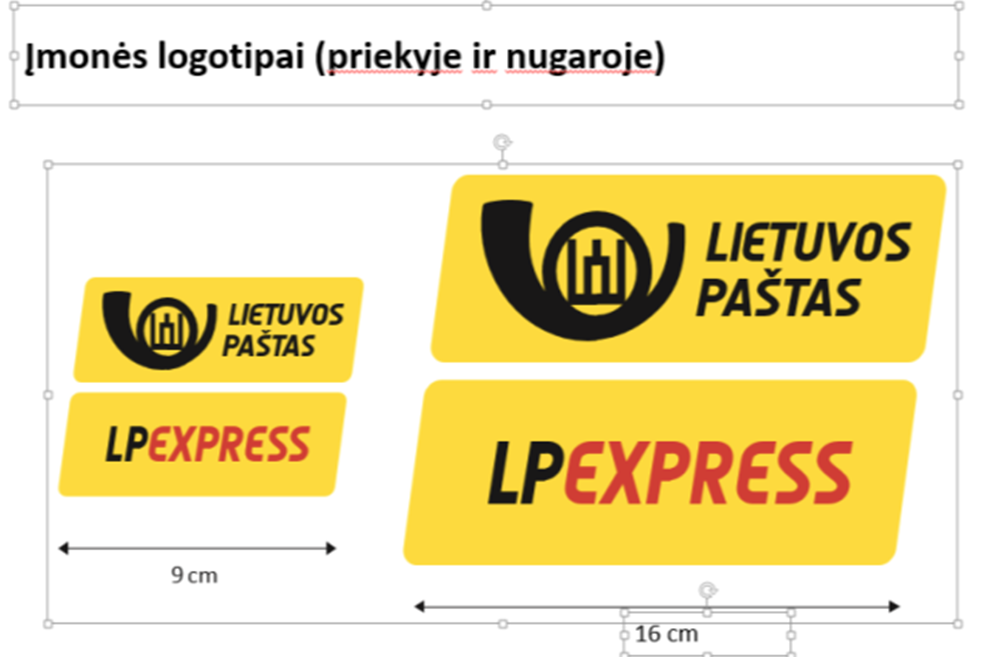 Įmonės logotipai (priekyje ir nugaroje)
LIETUVOS
PAŠTAS
LPEXPRESS
9 cm
LIETUVOS
PAŠTAS
LPEXPRESS
16 cm